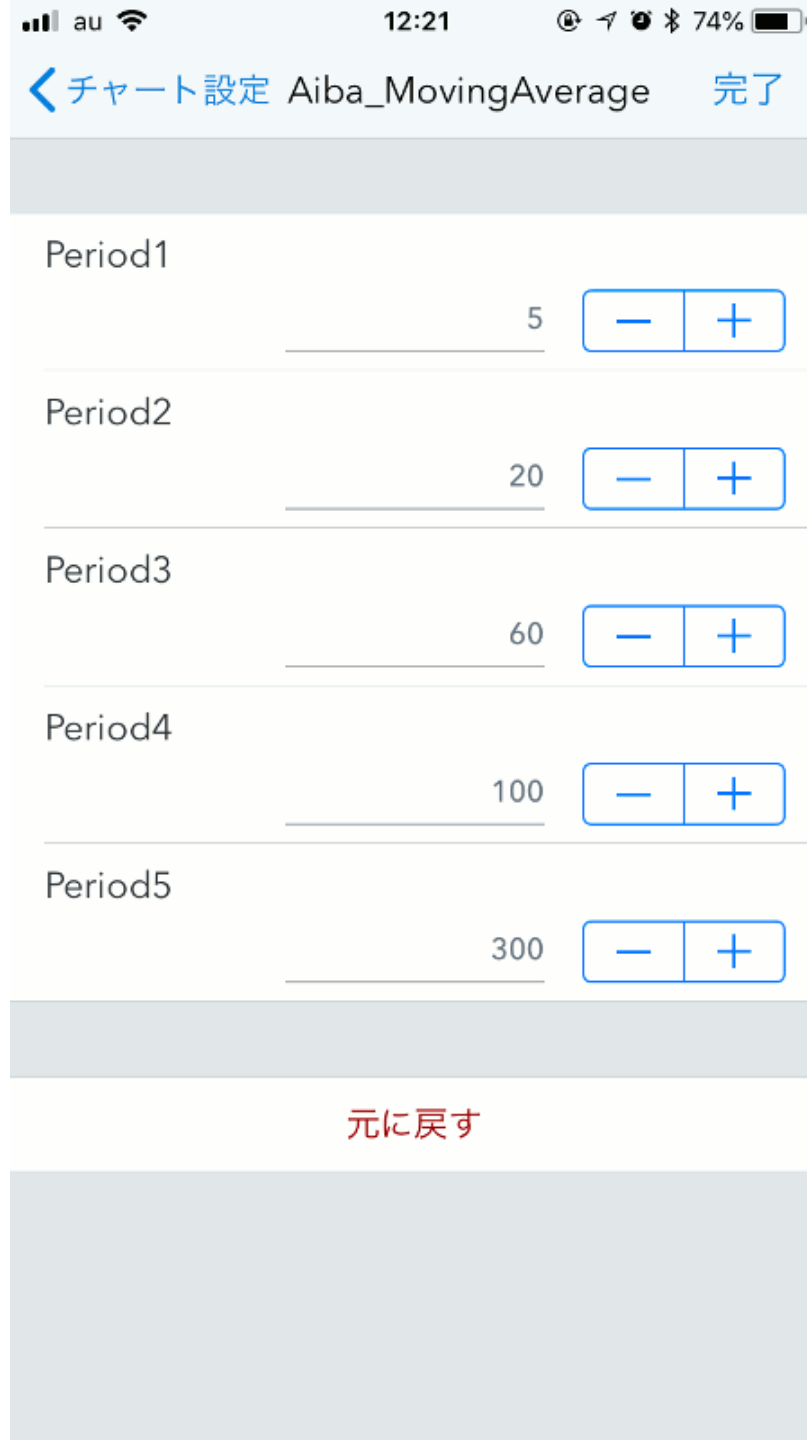 au 12:21 74%
チャート設定 Aiba_MovingAverage 完了
Period1
5 − +
Period2
20 − +
Period3
60 − +
Period4
100 − +
Period5
300 − +
元に戻す